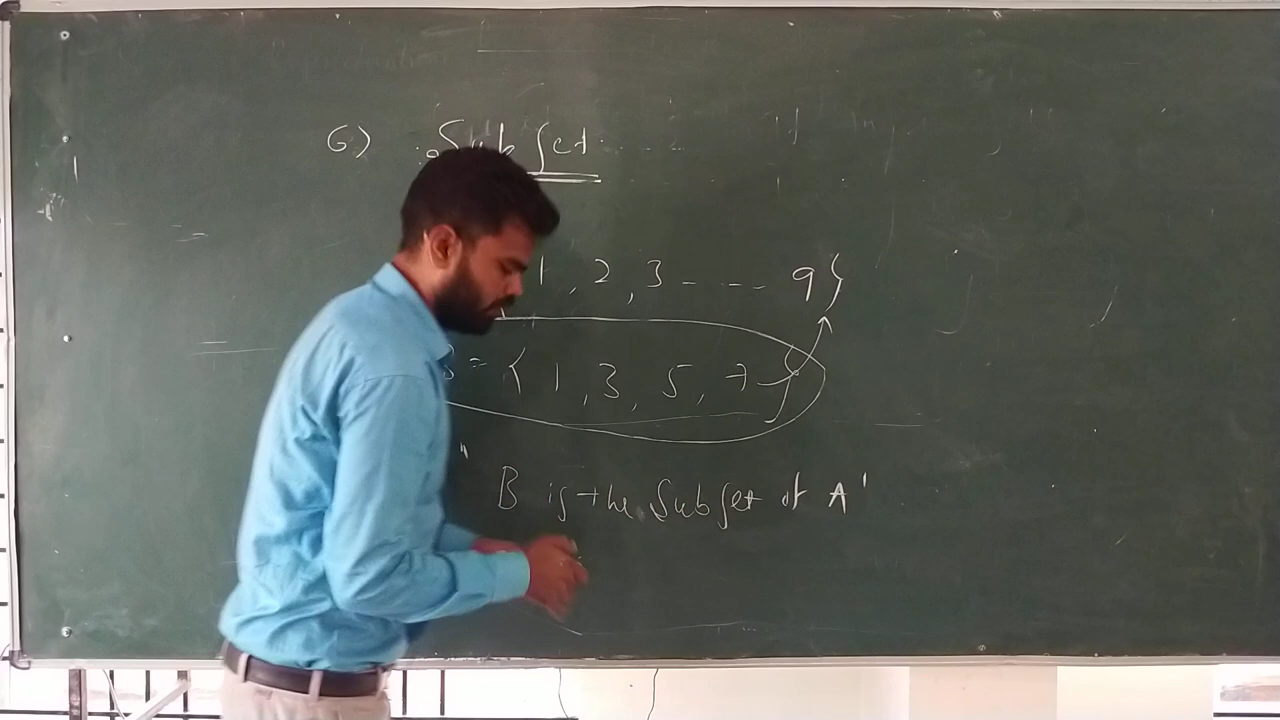 6) Subset
1, 2, 3 - - - - 9}
B = { 1, 3, 5, 7 }
" B is the Subset of A '